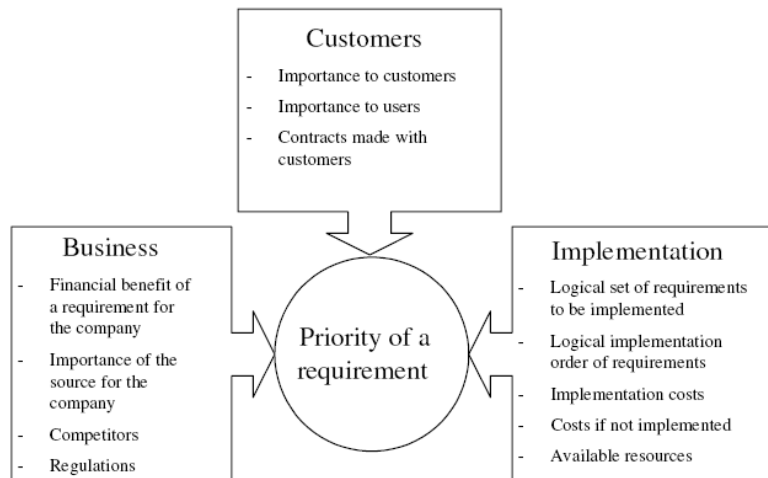 Customers
- Importance to customers
- Importance to users
- Contracts made with
customers
Business
- Financial benefit of
a requirement for
the company
- Importance of the
source for the
company
- Competitors
- Regulations
Priority of a
requirement
Implementation
- Logical set of requirements
to be implemented
- Logical implementation
order of requirements
- Implementation costs
- Costs if not implemented
- Available resources